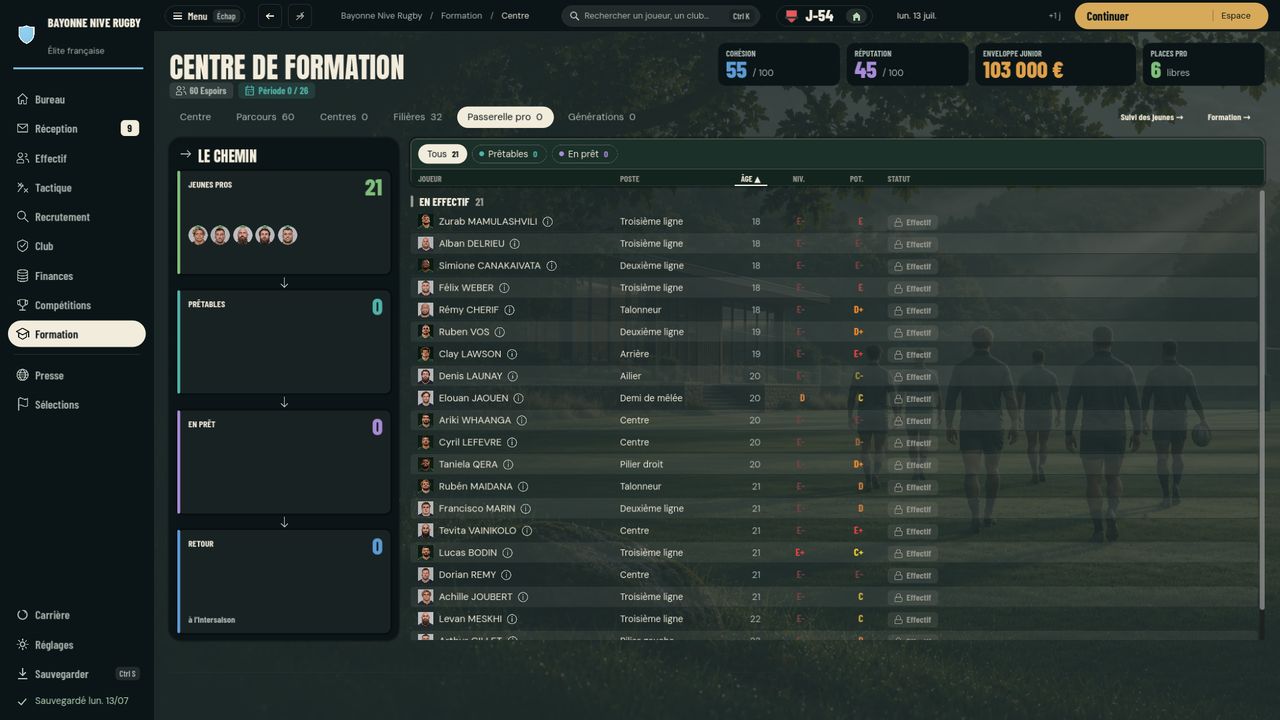 BAYONNE NIVE RUGBY
Élite française
Menu Échap
Bayonne Nive Rugby / Formation / Centre
Rechercher un joueur, un club... Ctrl K
J-54
lun. 13 juil.
+1 j
Continuer Espace
Bureau
Réception 9
Effectif
Tactique
Recrutement
Club
Finances
Compétitions
Formation
Presse
Sélections
Carrière
Réglages
Sauvegarder Ctrl S
Sauvegardé lun. 13/07
CENTRE DE FORMATION
60 Espoirs Période 0 / 26
COHÉSION
55 / 100
RÉPUTATION
45 / 100
ENVELOPPE JUNIOR
103 000 €
PLACES PRO
6 libres
Centre Parcours 60 Centres 0 Filières 32 Passerelle pro 0 Générations 0
Suivi des jeunes → Formation →
→ LE CHEMIN
JEUNES PROS 21
↓
PRÊTABLES 0
↓
EN PRÊT 0
↓
RETOUR 0
à l'intersaison
Tous 21 Prêtables 0 En prêt 0
JOUEUR POSTE ÂGE ▲ NIV. POT. STATUT
EN EFFECTIF 21
Zurab MAMULASHVILI Troisième ligne 18 E- E Effectif
Alban DELRIEU Troisième ligne 18 E- E- Effectif
Simione CANAKAIVATA Deuxième ligne 18 E- E- Effectif
Félix WEBER Troisième ligne 18 E- E Effectif
Rémy CHERIF Talonneur 18 E- D+ Effectif
Ruben VOS Deuxième ligne 19 E- D+ Effectif
Clay LAWSON Arrière 19 E- E+ Effectif
Denis LAUNAY Ailier 20 E- C- Effectif
Elouan JAOUEN Demi de mêlée 20 D C Effectif
Ariki WHAANGA Centre 20 E- E- Effectif
Cyril LEFEVRE Centre 20 E- D- Effectif
Taniela QERA Pilier droit 20 E- D+ Effectif
Rubén MAIDANA Talonneur 21 E- D Effectif
Francisco MARIN Deuxième ligne 21 E- D Effectif
Tevita VAINIKOLO Centre 21 E- E+ Effectif
Lucas BODIN Troisième ligne 21 E+ C+ Effectif
Dorian REMY Centre 21 E- E- Effectif
Achille JOUBERT Troisième ligne 21 E- C Effectif
Levan MESKHI Troisième ligne 22 E- C Effectif